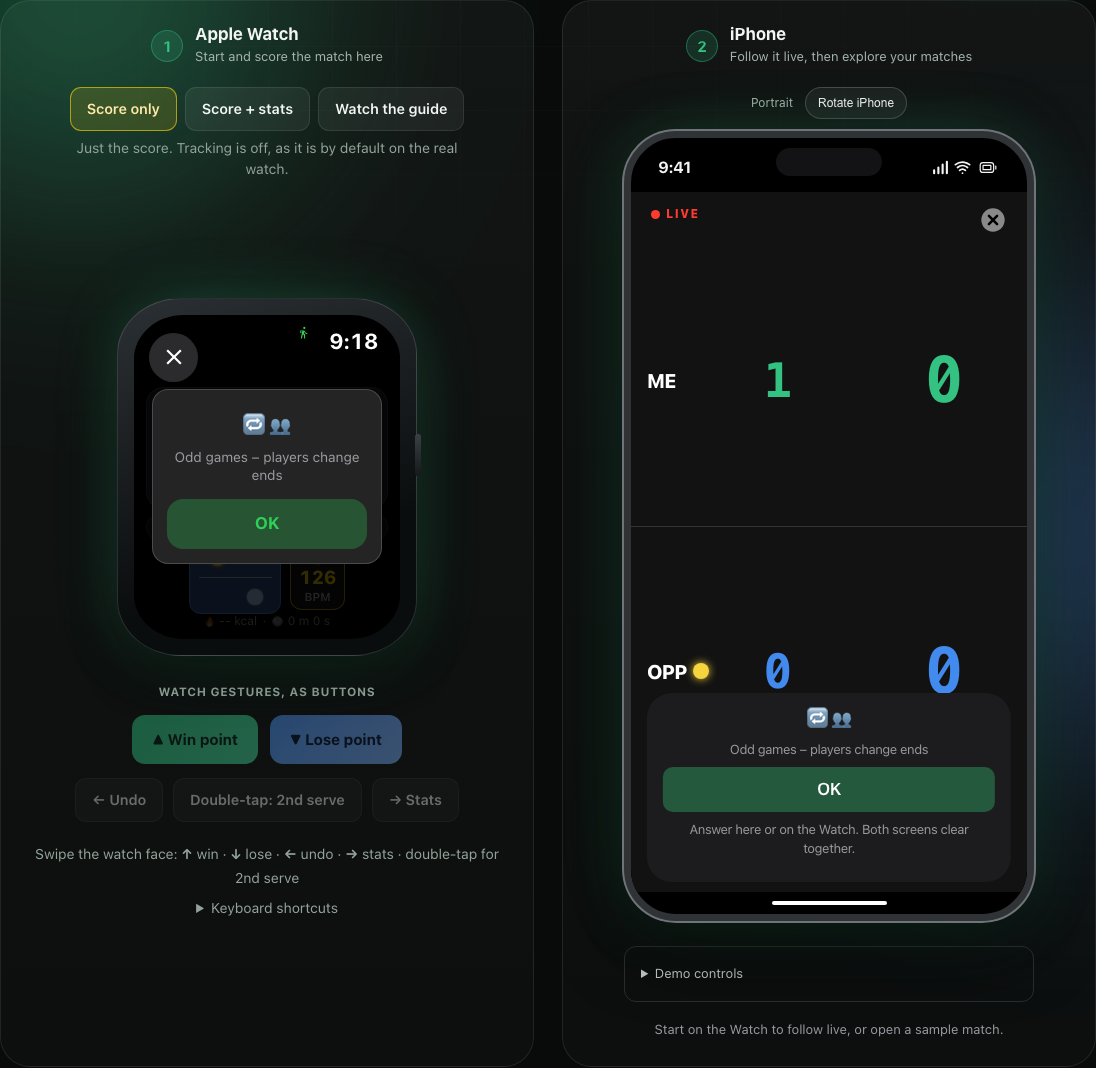 1
Apple Watch
Start and score the match here
Score only
Score + stats
Watch the guide
Just the score. Tracking is off, as it is by default on the real
watch.
9:18
Odd games – players change
ends
OK
126
BPM
-- kcal · 0 m 0 s
WATCH GESTURES, AS BUTTONS
▲ Win point
▼ Lose point
← Undo
Double-tap: 2nd serve
→ Stats
Swipe the watch face: ↑ win · ↓ lose · ← undo · → stats · double-tap for
2nd serve
▶ Keyboard shortcuts
2
iPhone
Follow it live, then explore your matches
Portrait
Rotate iPhone
9:41
LIVE
ME 1 0
OPP 0 0
Odd games – players change ends
OK
Answer here or on the Watch. Both screens clear
together.
▶ Demo controls
Start on the Watch to follow live, or open a sample match.